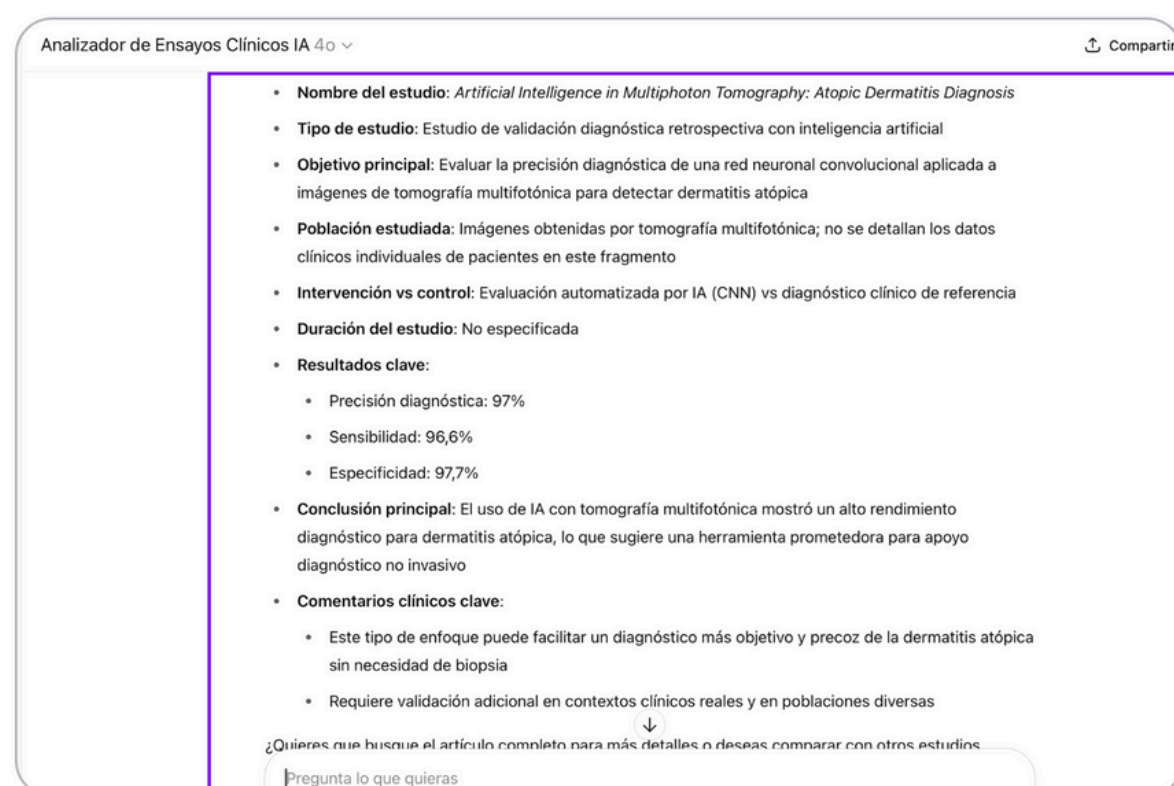 Analizador de Ensayos Clínicos IA 4o
Compartir
• Nombre del estudio: Artificial Intelligence in Multiphoton Tomography: Atopic Dermatitis Diagnosis
• Tipo de estudio: Estudio de validación diagnóstica retrospectiva con inteligencia artificial
• Objetivo principal: Evaluar la precisión diagnóstica de una red neuronal convolucional aplicada a
imágenes de tomografía multifotónica para detectar dermatitis atópica
• Población estudiada: Imágenes obtenidas por tomografía multifotónica; no se detallan los datos
clínicos individuales de pacientes en este fragmento
• Intervención vs control: Evaluación automatizada por IA (CNN) vs diagnóstico clínico de referencia
• Duración del estudio: No especificada
• Resultados clave:
• Precisión diagnóstica: 97%
• Sensibilidad: 96,6%
• Especificidad: 97,7%
• Conclusión principal: El uso de IA con tomografía multifotónica mostró un alto rendimiento
diagnóstico para dermatitis atópica, lo que sugiere una herramienta prometedora para apoyo
diagnóstico no invasivo
• Comentarios clínicos clave:
• Este tipo de enfoque puede facilitar un diagnóstico más objetivo y precoz de la dermatitis atópica
sin necesidad de biopsia
• Requiere validación adicional en contextos clínicos reales y en poblaciones diversas
¿Quieres que busque el artículo completo para más detalles o deseas comparar con otros estudios
Pregunta lo que quieras